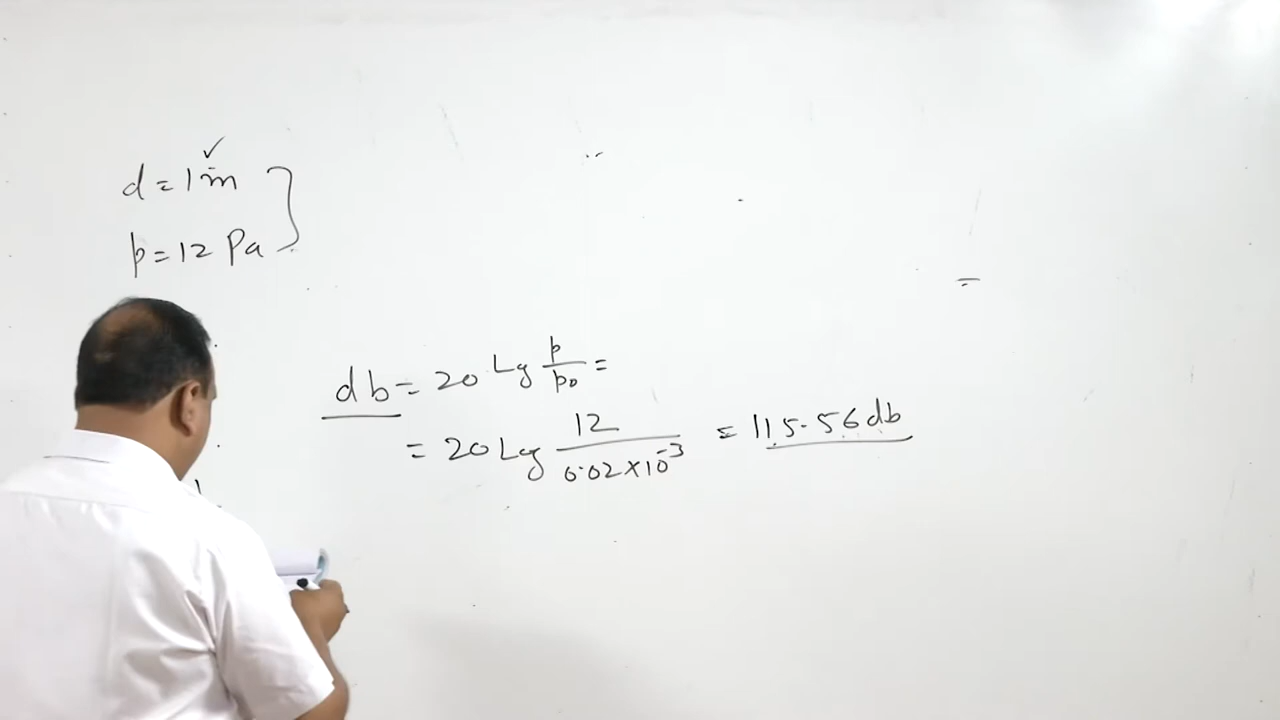 d = 1 m
p = 12 Pa
db = 20 Lg p/p₀ =
= 20 Lg 12/0.02×10⁻³ = 115.56 db